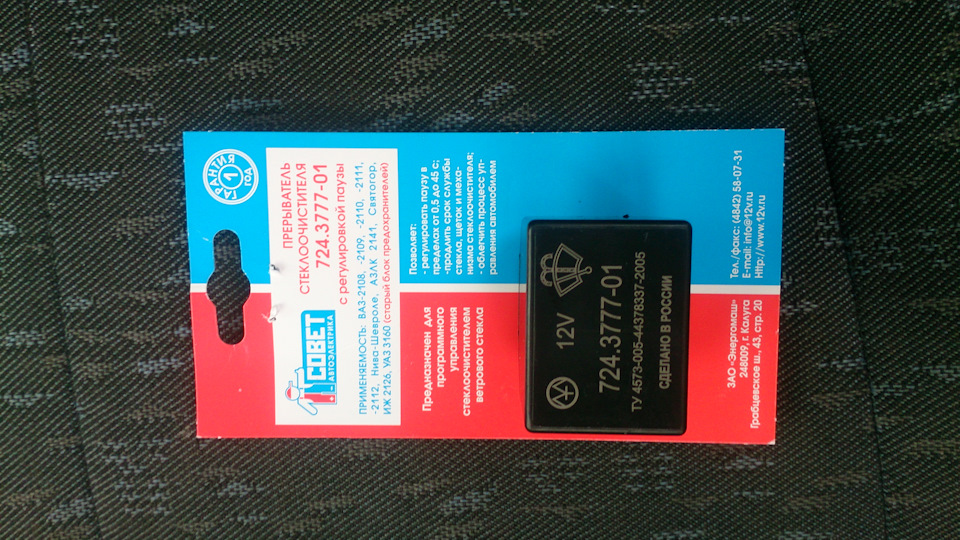 ГАРАНТИЯ
1
ГОД
ПРЕРЫВАТЕЛЬ
СТЕКЛООЧИСТИТЕЛЯ
724.3777-01
с регулировкой паузы
СОВЕТ
АВТОЭЛЕКТРИКА
ПРИМЕНЯЕМОСТЬ: ВАЗ-2108, -2109, -2110, -2111,
-2112, Нива-Шевроле, АЗЛК 2141, Святогор,
ИЖ 2126, УАЗ 3160 (старый блок предохранителей)
Предназначен для
программного
управления
стеклоочистителем
ветрового стекла
Позволяет:
- регулировать паузу в
пределах от 0,5 до 45 с;
-продлить срок службы
стекла, щеток и меха-
низма стеклоочистителя;
- облегчить процесс уп-
равления автомобилем
12V
724.3777-01
ТУ 4573-005-44378337-2005
СДЕЛАНО В РОССИИ
ЗАО «Энергомаш»
248009, г. Калуга
Грабцевское ш., 43, стр. 20
Тел./факс: (4842) 58-07-31
E-mail: info@12v.ru
Http://www.12v.ru